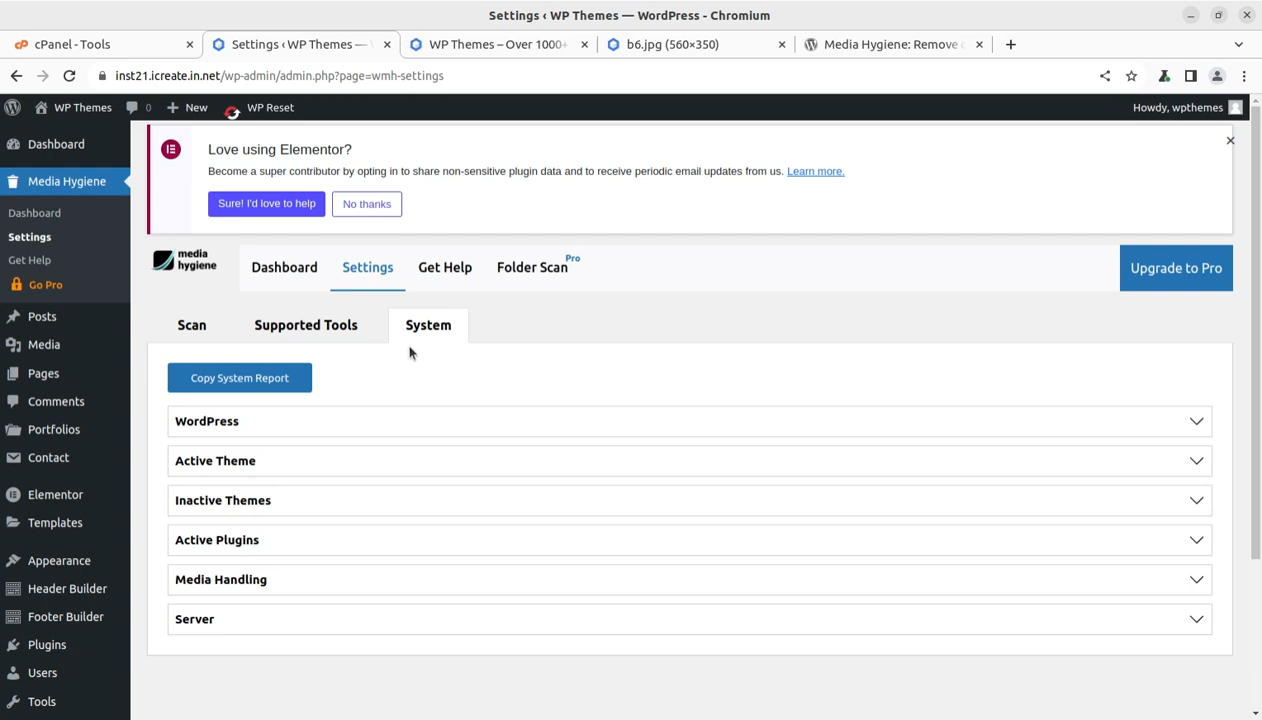 Settings ‹ WP Themes — WordPress - Chromium
cPanel - Tools
Settings ‹ WP Themes —
WP Themes – Over 1000+
b6.jpg (560×350)
Media Hygiene: Remove
inst21.icreate.in.net/wp-admin/admin.php?page=wmh-settings
WP Themes
0
New
WP Reset
Howdy, wpthemes
Dashboard
Media Hygiene
Dashboard
Settings
Get Help
Go Pro
Posts
Media
Pages
Comments
Portfolios
Contact
Elementor
Templates
Appearance
Header Builder
Footer Builder
Plugins
Users
Tools
Love using Elementor?
Become a super contributor by opting in to share non-sensitive plugin data and to receive periodic email updates from us. Learn more.
Sure! I'd love to help
No thanks
media
hygiene
Dashboard
Settings
Get Help
Folder Scan Pro
Upgrade to Pro
Scan
Supported Tools
System
Copy System Report
WordPress
Active Theme
Inactive Themes
Active Plugins
Media Handling
Server